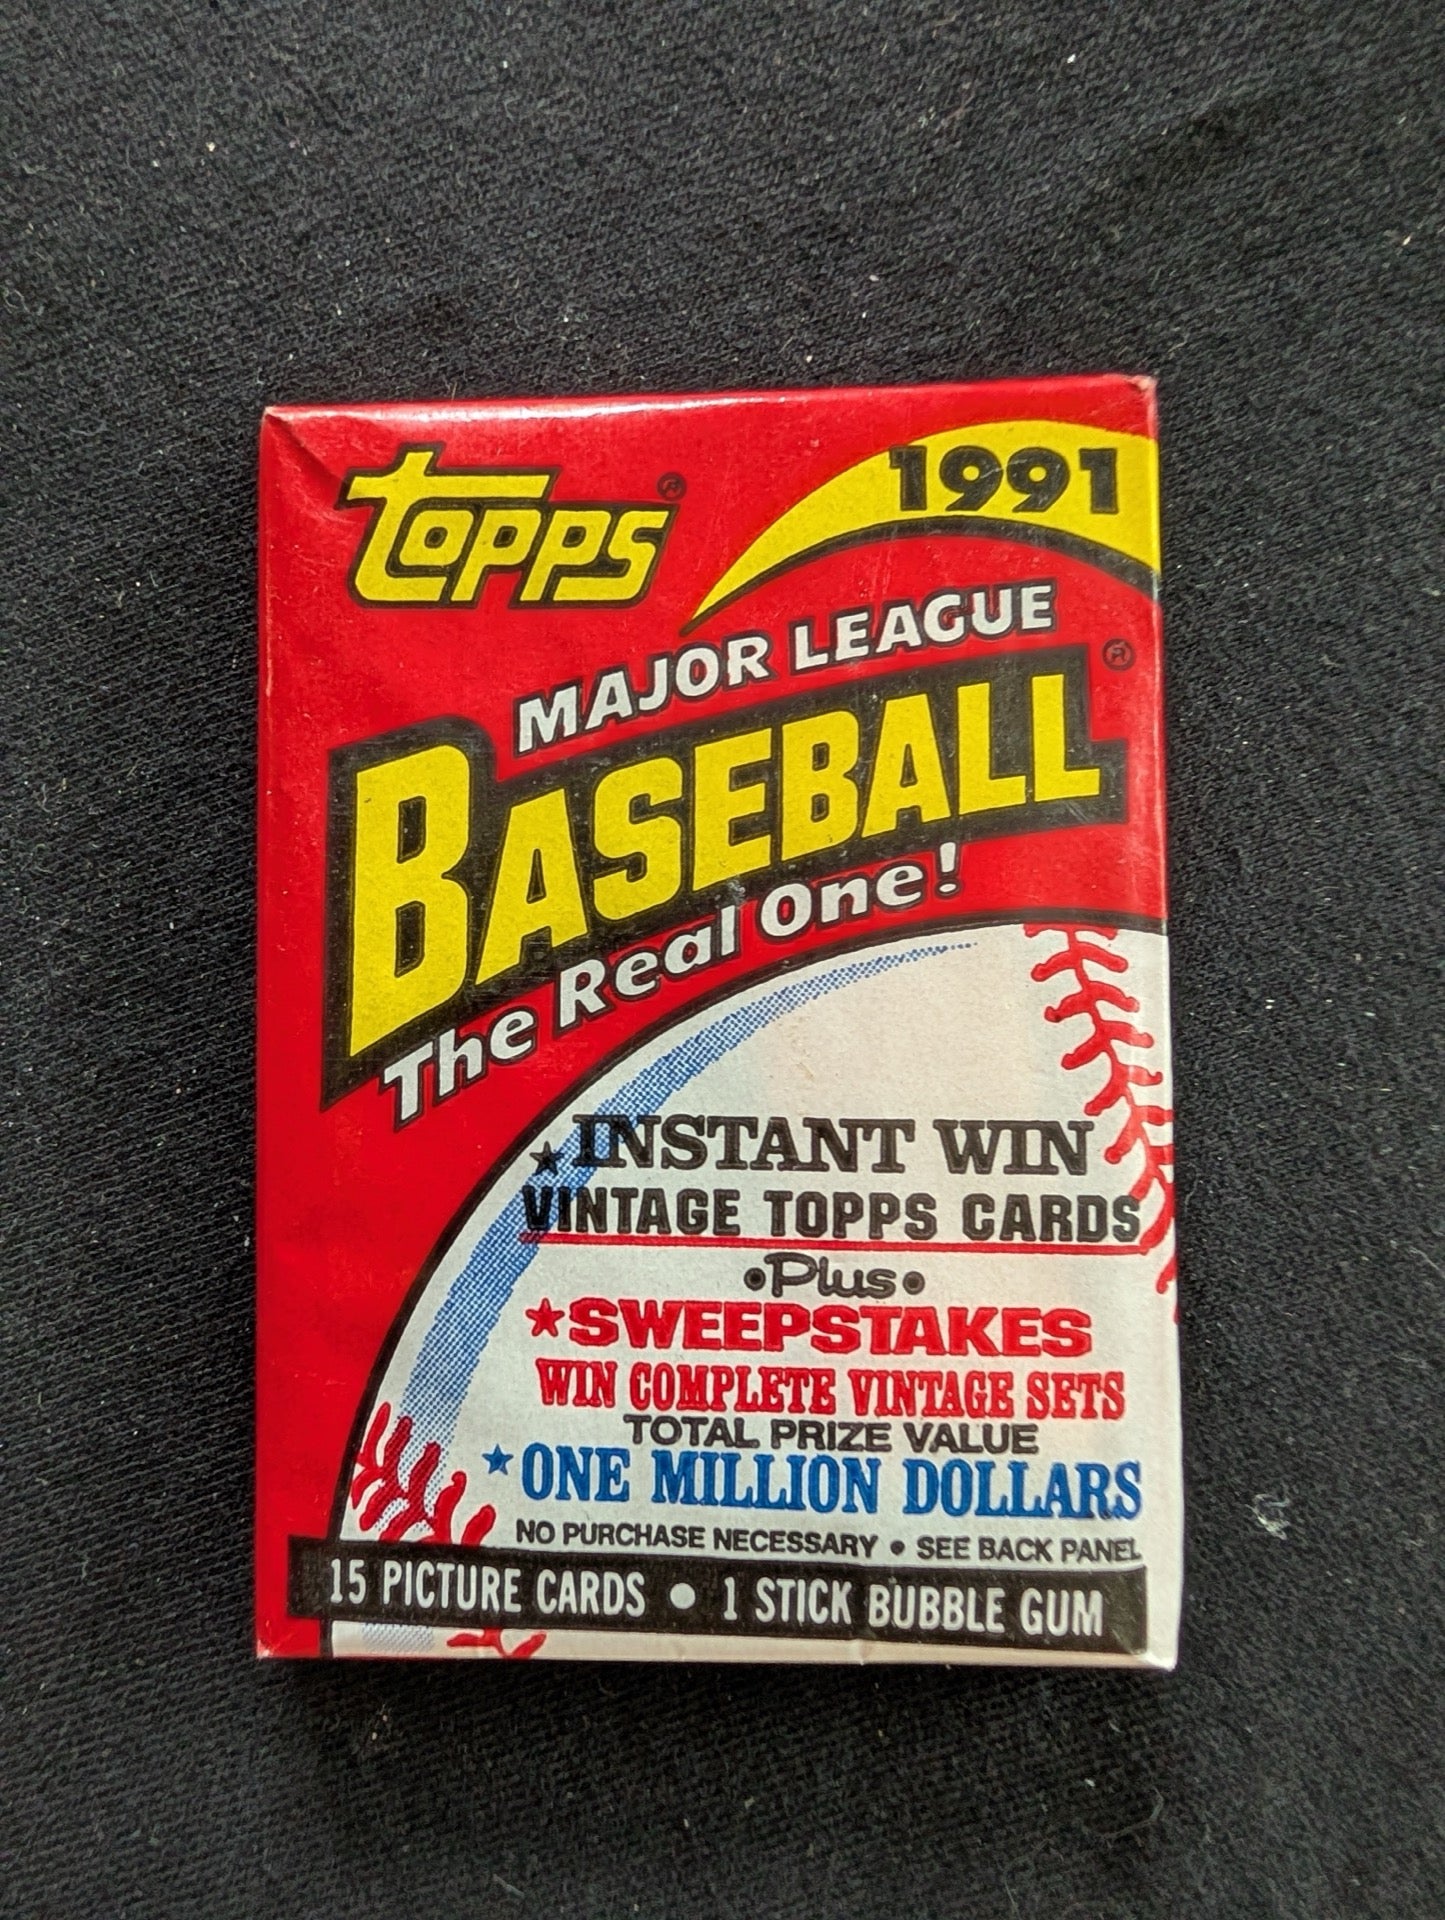 Topps®
1991
MAJOR LEAGUE
BASEBALL®
The Real One!
★INSTANT WIN
VINTAGE TOPPS CARDS
•Plus•
★SWEEPSTAKES
WIN COMPLETE VINTAGE SETS
TOTAL PRIZE VALUE
★ONE MILLION DOLLARS
NO PURCHASE NECESSARY • SEE BACK PANEL
15 PICTURE CARDS • 1 STICK BUBBLE GUM